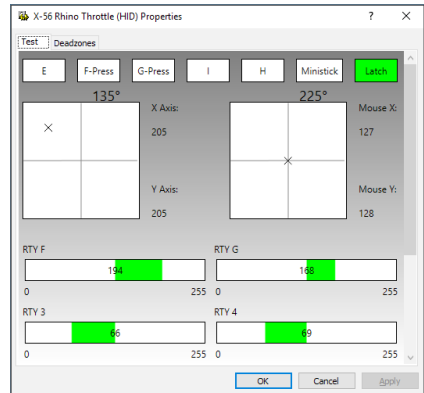 X-56 Rhino Throttle (HID) Properties
Test Deadzones
E F-Press G-Press I H Ministick Latch
135° 225°
X Axis: Mouse X:
205 127
Y Axis: Mouse Y:
205 128
RTY F RTY G
194 168
0 255 0 255
RTY 3 RTY 4
66 69
0 255 0 255
OK Cancel Apply